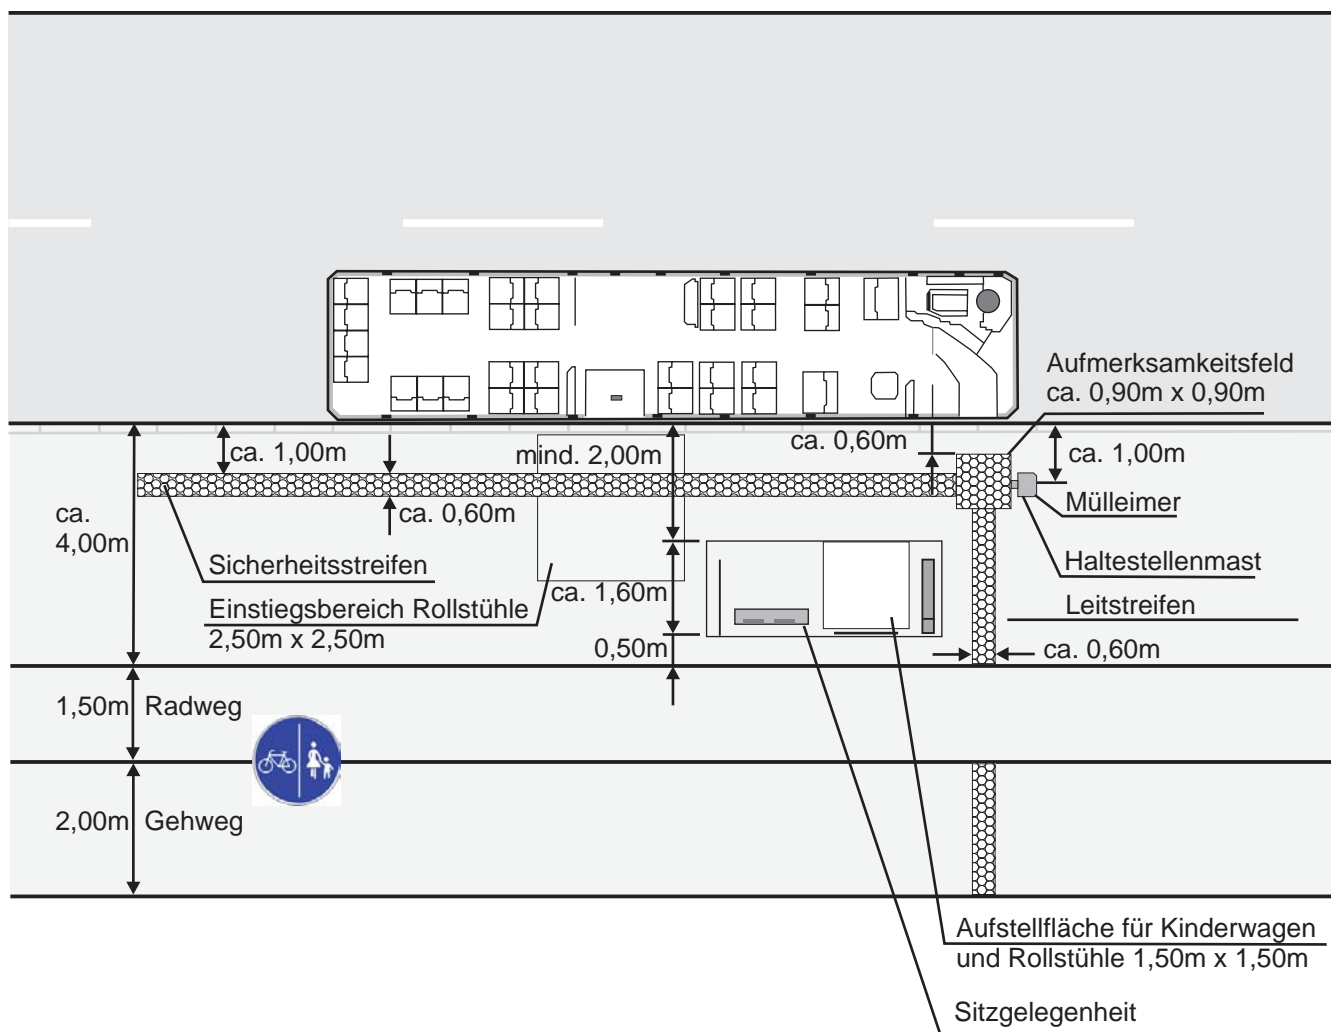 Aufmerksamkeitsfeld
ca. 0,90m x 0,90m
ca. 1,00m
mind. 2,00m
ca. 0,60m
ca. 1,00m
ca. 0,60m
Mülleimer
ca.
4,00m
Sicherheitsstreifen
Haltestellenmast
Einstiegsbereich Rollstühle
2,50m x 2,50m
ca. 1,60m
Leitstreifen
0,50m
ca. 0,60m
1,50m Radweg
2,00m Gehweg
Aufstellfläche für Kinderwagen
und Rollstühle 1,50m x 1,50m
Sitzgelegenheit